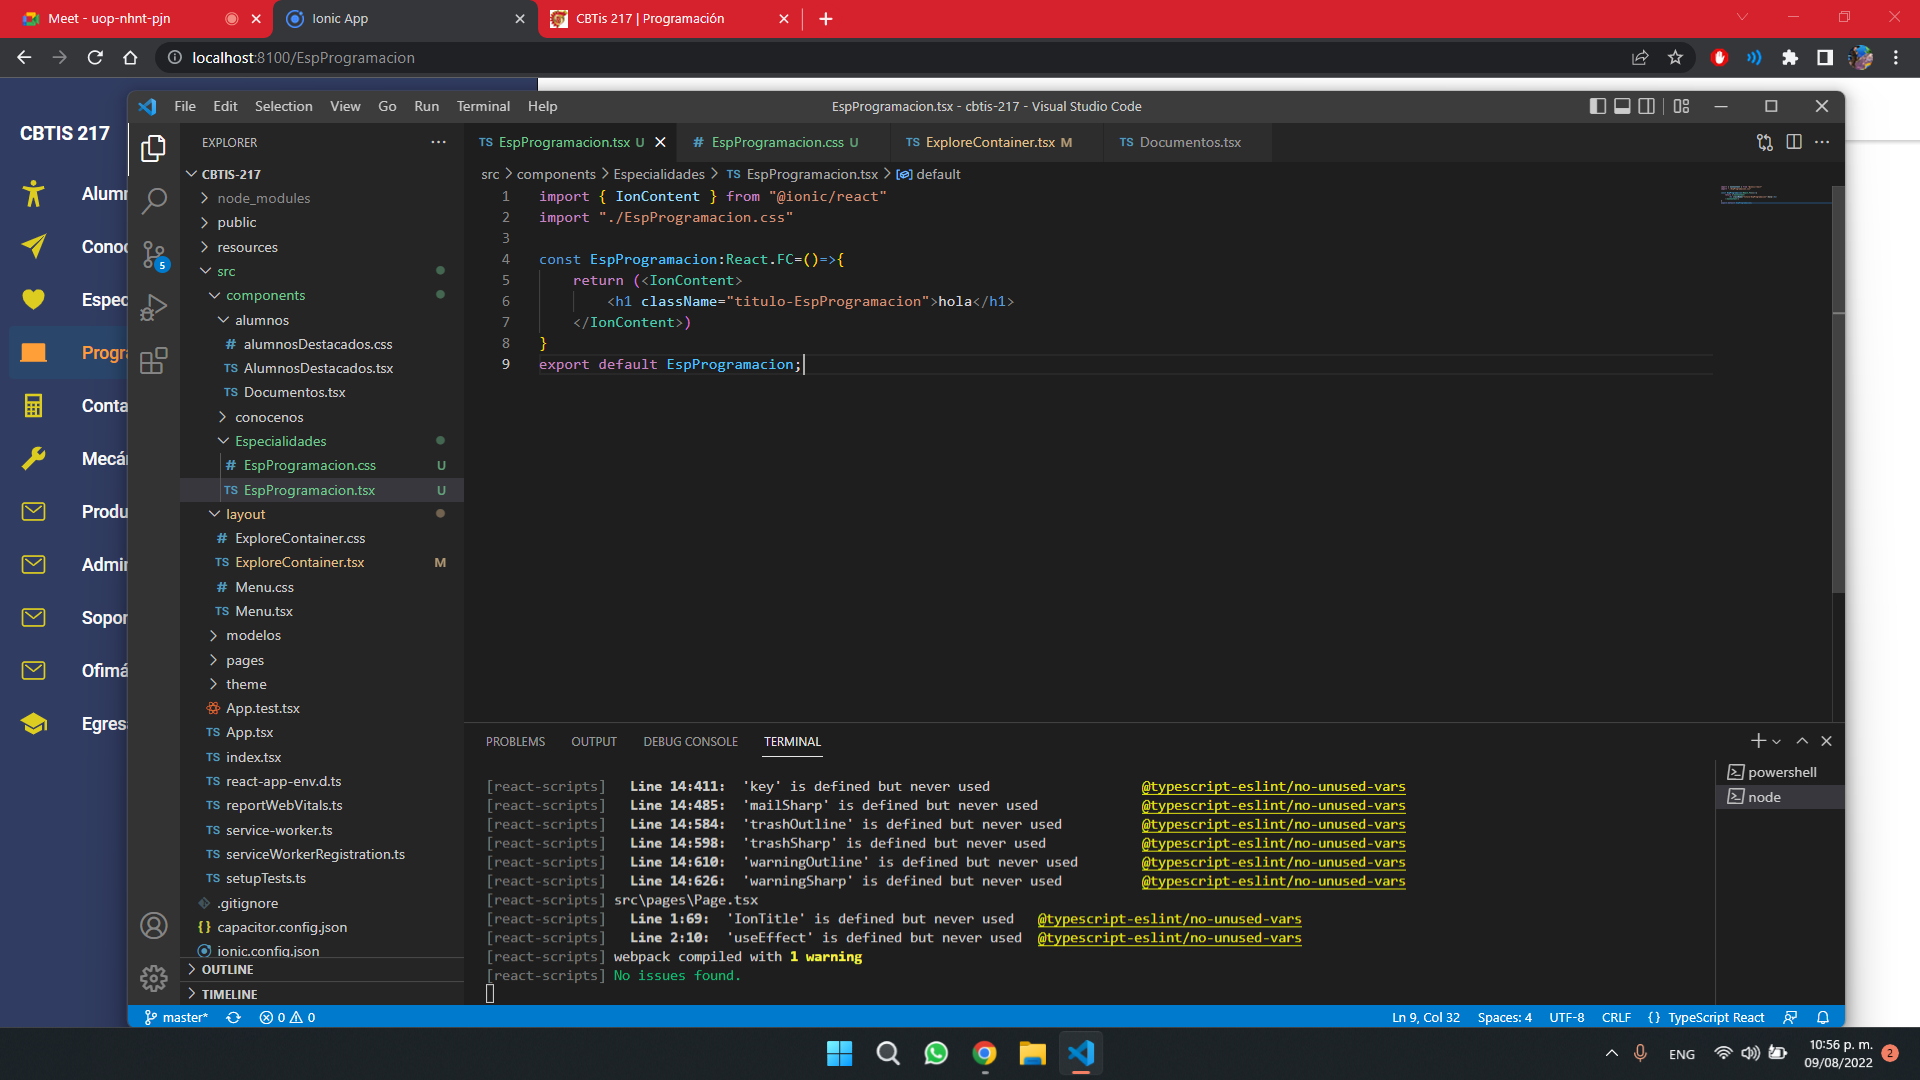 Meet - uop-nhnt-pjn
Ionic App
CBTis 217 | Programación
localhost:8100/EspProgramacion
CBTIS 217
File Edit Selection View Go Run Terminal Help
EspProgramacion.tsx - cbtis-217 - Visual Studio Code
EXPLORER
CBTIS-217
node_modules
public
resources
src
components
alumnos
# alumnosDestacados.css
TS AlumnosDestacados.tsx
TS Documentos.tsx
conocenos
Especialidades
# EspProgramacion.css U
TS EspProgramacion.tsx U
layout
# ExploreContainer.css
TS ExploreContainer.tsx M
# Menu.css
TS Menu.tsx
modelos
pages
theme
App.test.tsx
TS App.tsx
TS index.tsx
TS react-app-env.d.ts
TS reportWebVitals.ts
TS service-worker.ts
TS serviceWorkerRegistration.ts
TS setupTests.ts
.gitignore
{} capacitor.config.json
ionic.config.json
OUTLINE
TIMELINE
5
Alumn
Conoc
Espec
Progra
Conta
Mecán
Produ
Admin
Sopor
Ofimá
Egresa
TS EspProgramacion.tsx U
# EspProgramacion.css U
TS ExploreContainer.tsx M
TS Documentos.tsx
src > components > Especialidades > TS EspProgramacion.tsx > default
1 import { IonContent } from "@ionic/react"
2 import "./EspProgramacion.css"
3
4 const EspProgramacion:React.FC=()=>{
5 return (<IonContent>
6 <h1 className="titulo-EspProgramacion">hola</h1>
7 </IonContent>)
8 }
9 export default EspProgramacion;
PROBLEMS OUTPUT DEBUG CONSOLE TERMINAL
[react-scripts] Line 14:411: 'key' is defined but never used @typescript-eslint/no-unused-vars
[react-scripts] Line 14:485: 'mailSharp' is defined but never used @typescript-eslint/no-unused-vars
[react-scripts] Line 14:584: 'trashOutline' is defined but never used @typescript-eslint/no-unused-vars
[react-scripts] Line 14:598: 'trashSharp' is defined but never used @typescript-eslint/no-unused-vars
[react-scripts] Line 14:610: 'warningOutline' is defined but never used @typescript-eslint/no-unused-vars
[react-scripts] Line 14:626: 'warningSharp' is defined but never used @typescript-eslint/no-unused-vars
[react-scripts] src\pages\Page.tsx
[react-scripts] Line 1:69: 'IonTitle' is defined but never used @typescript-eslint/no-unused-vars
[react-scripts] Line 2:10: 'useEffect' is defined but never used @typescript-eslint/no-unused-vars
[react-scripts] webpack compiled with 1 warning
[react-scripts] No issues found.
powershell
node
master* 0 0
Ln 9, Col 32 Spaces: 4 UTF-8 CRLF {} TypeScript React
ENG
10:56 p. m.
09/08/2022
2